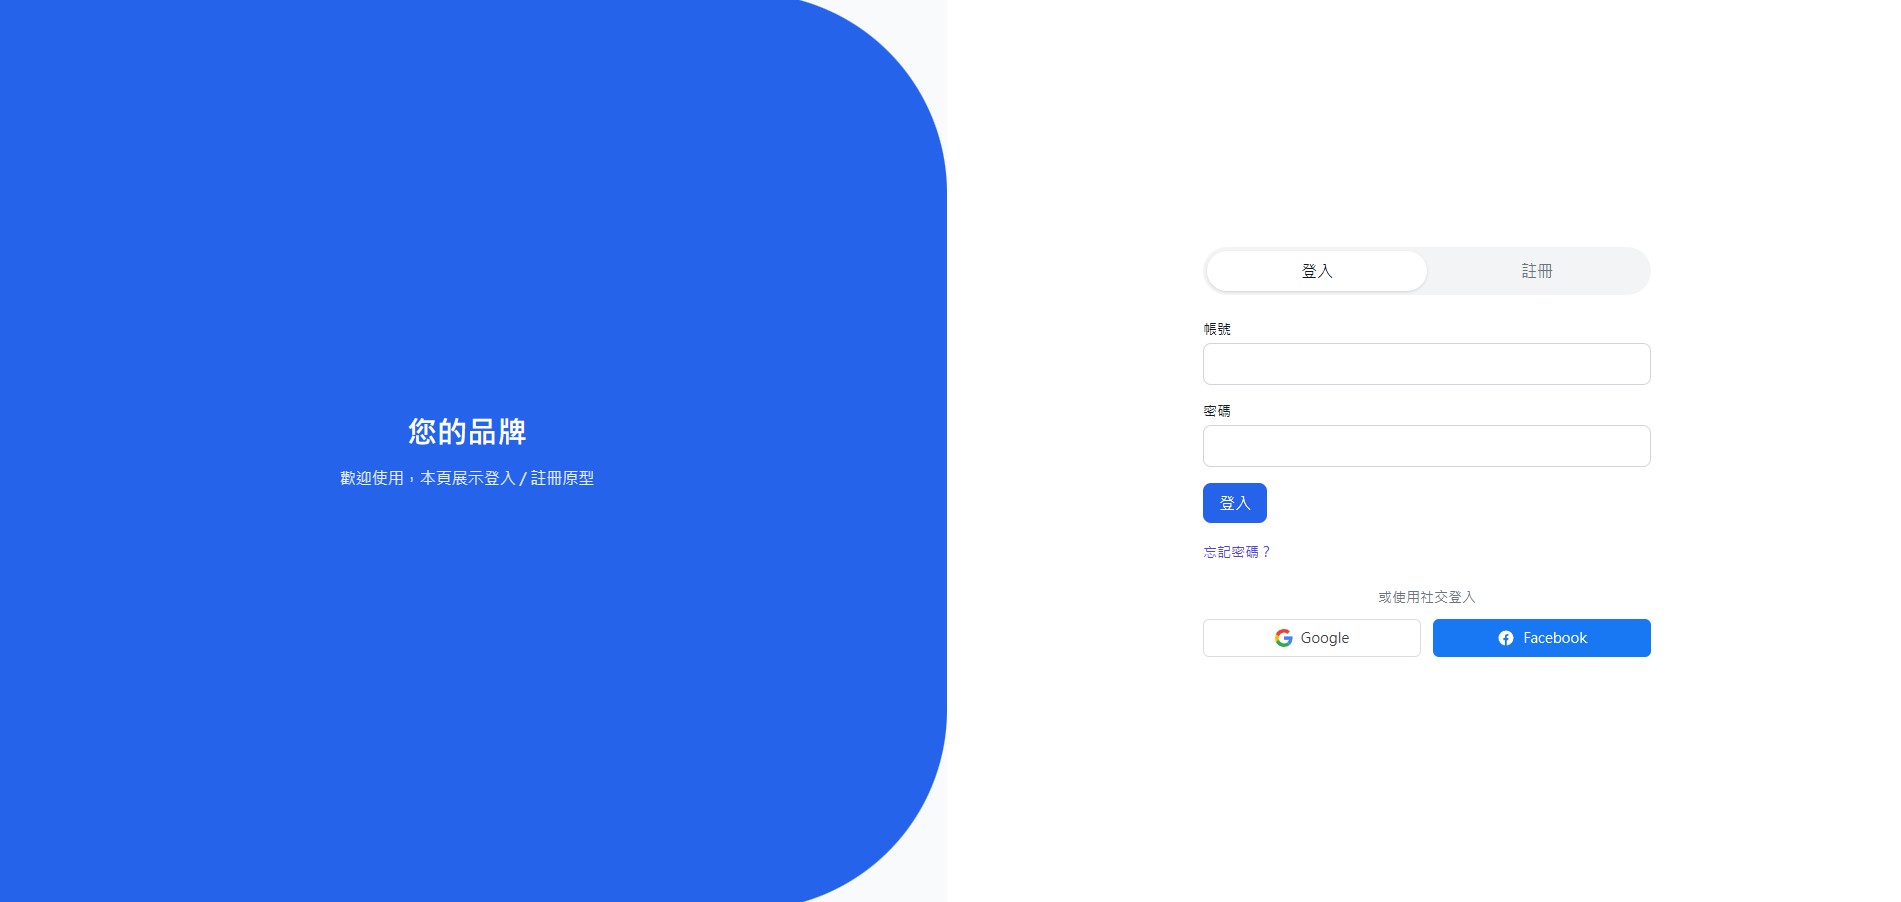 您的品牌
歡迎使用，本頁展示登入 / 註冊原型
登入
註冊
帳號
密碼
登入
忘記密碼？
或使用社交登入
Google
Facebook